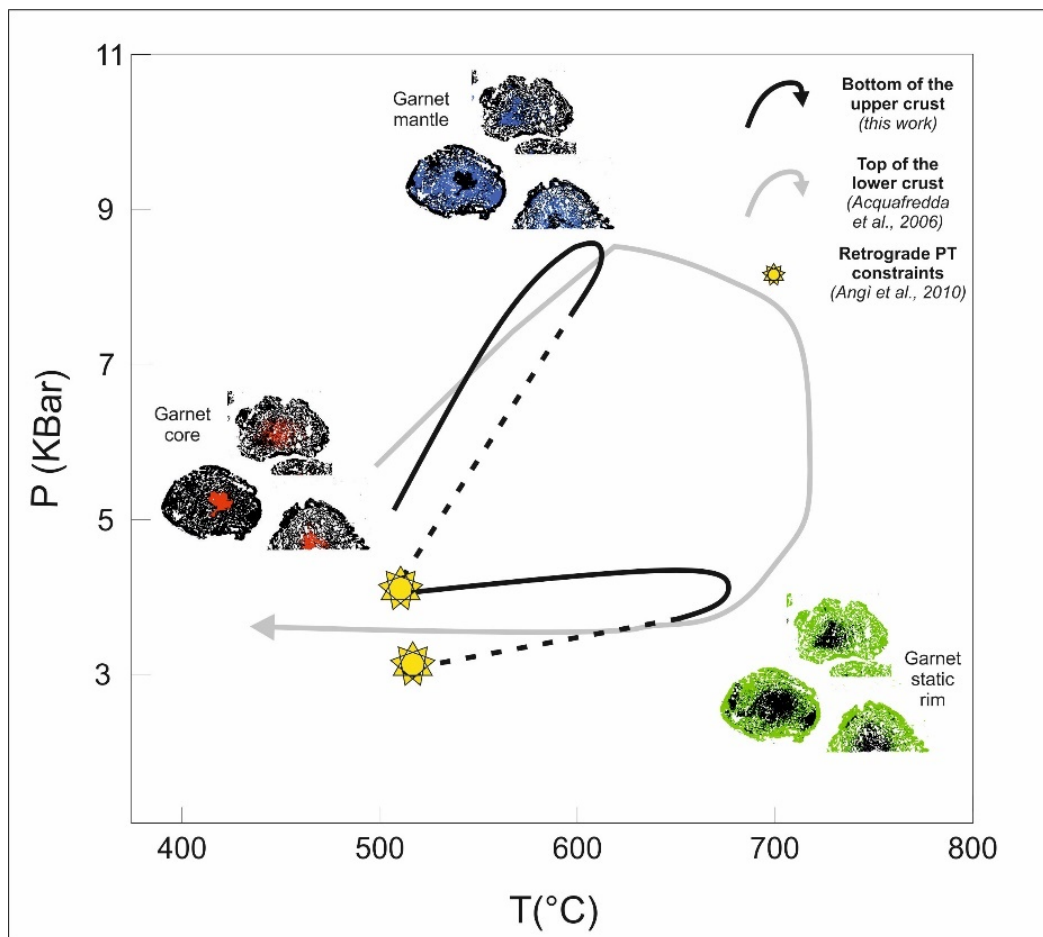 11
Garnet
mantle
Bottom of the
upper crust
(this work)
9
Top of the
lower crust
(Acquafredda
et al., 2006)
Retrograde PT
constraints
(Angì et al., 2010)
7
Garnet
core
P (KBar)
5
3
Garnet
static
rim
400
500
600
700
800
T(°C)